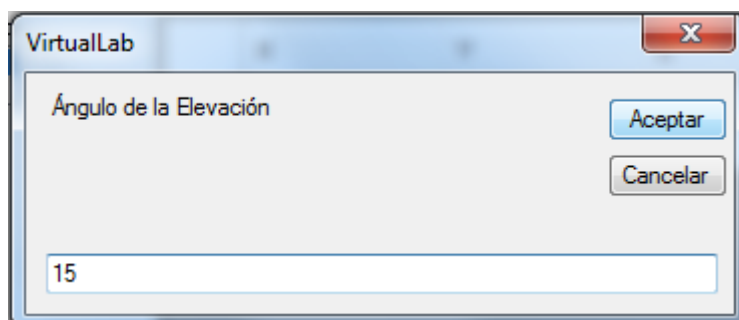 VirtualLab
Ángulo de la Elevación
Aceptar
Cancelar
15